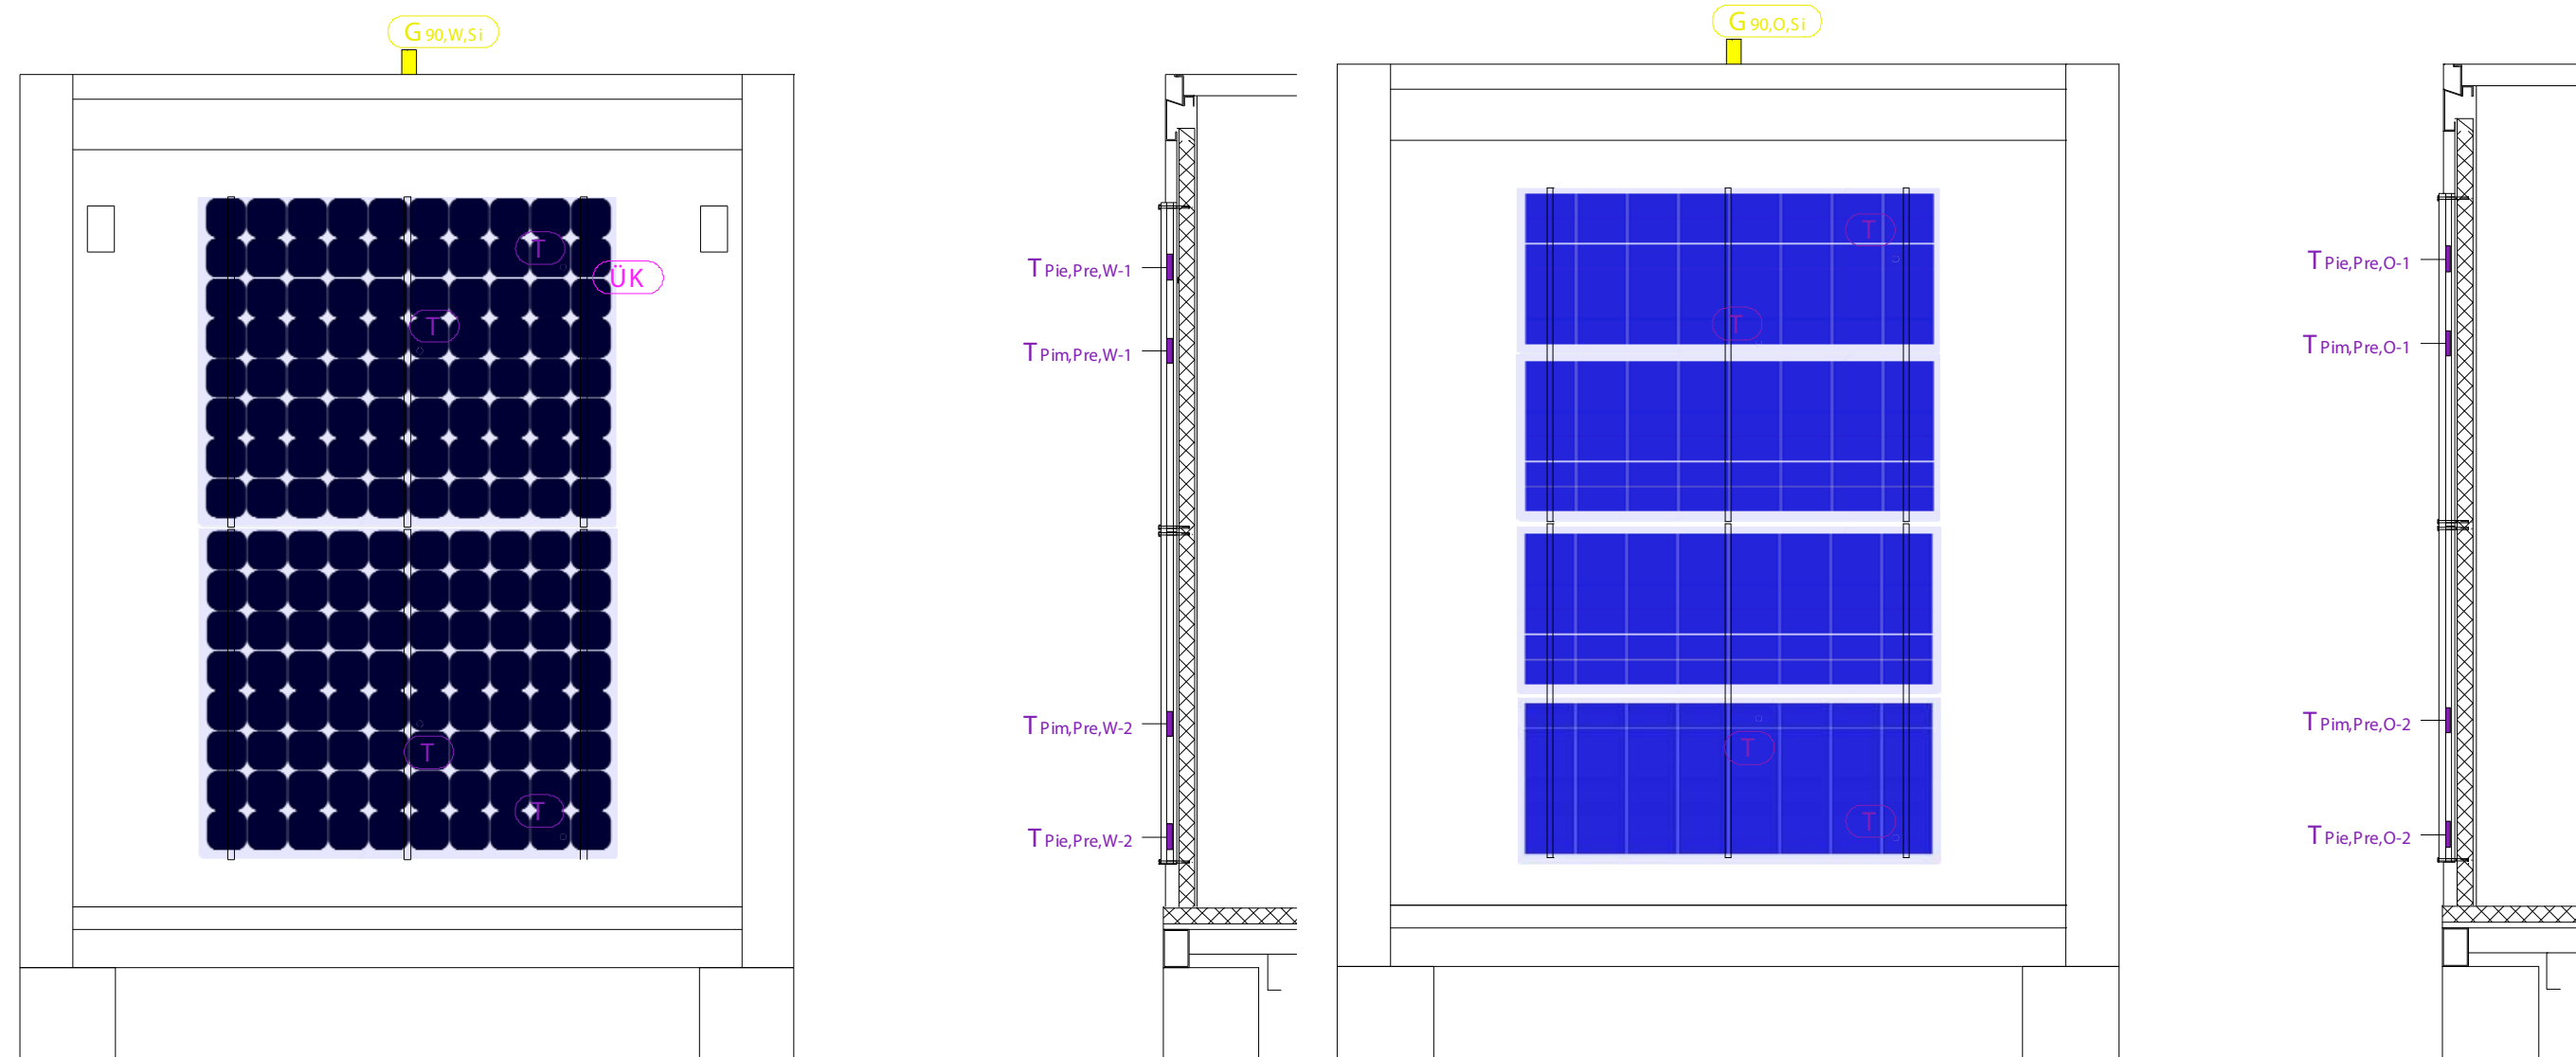 G 90,W,Si
T
ÜK
T
T
T
T Pie,Pre,W-1
T Pim,Pre,W-1
T Pim,Pre,W-2
T Pie,Pre,W-2
G 90,O,Si
T
T
T
T
T Pie,Pre,O-1
T Pim,Pre,O-1
T Pim,Pre,O-2
T Pie,Pre,O-2